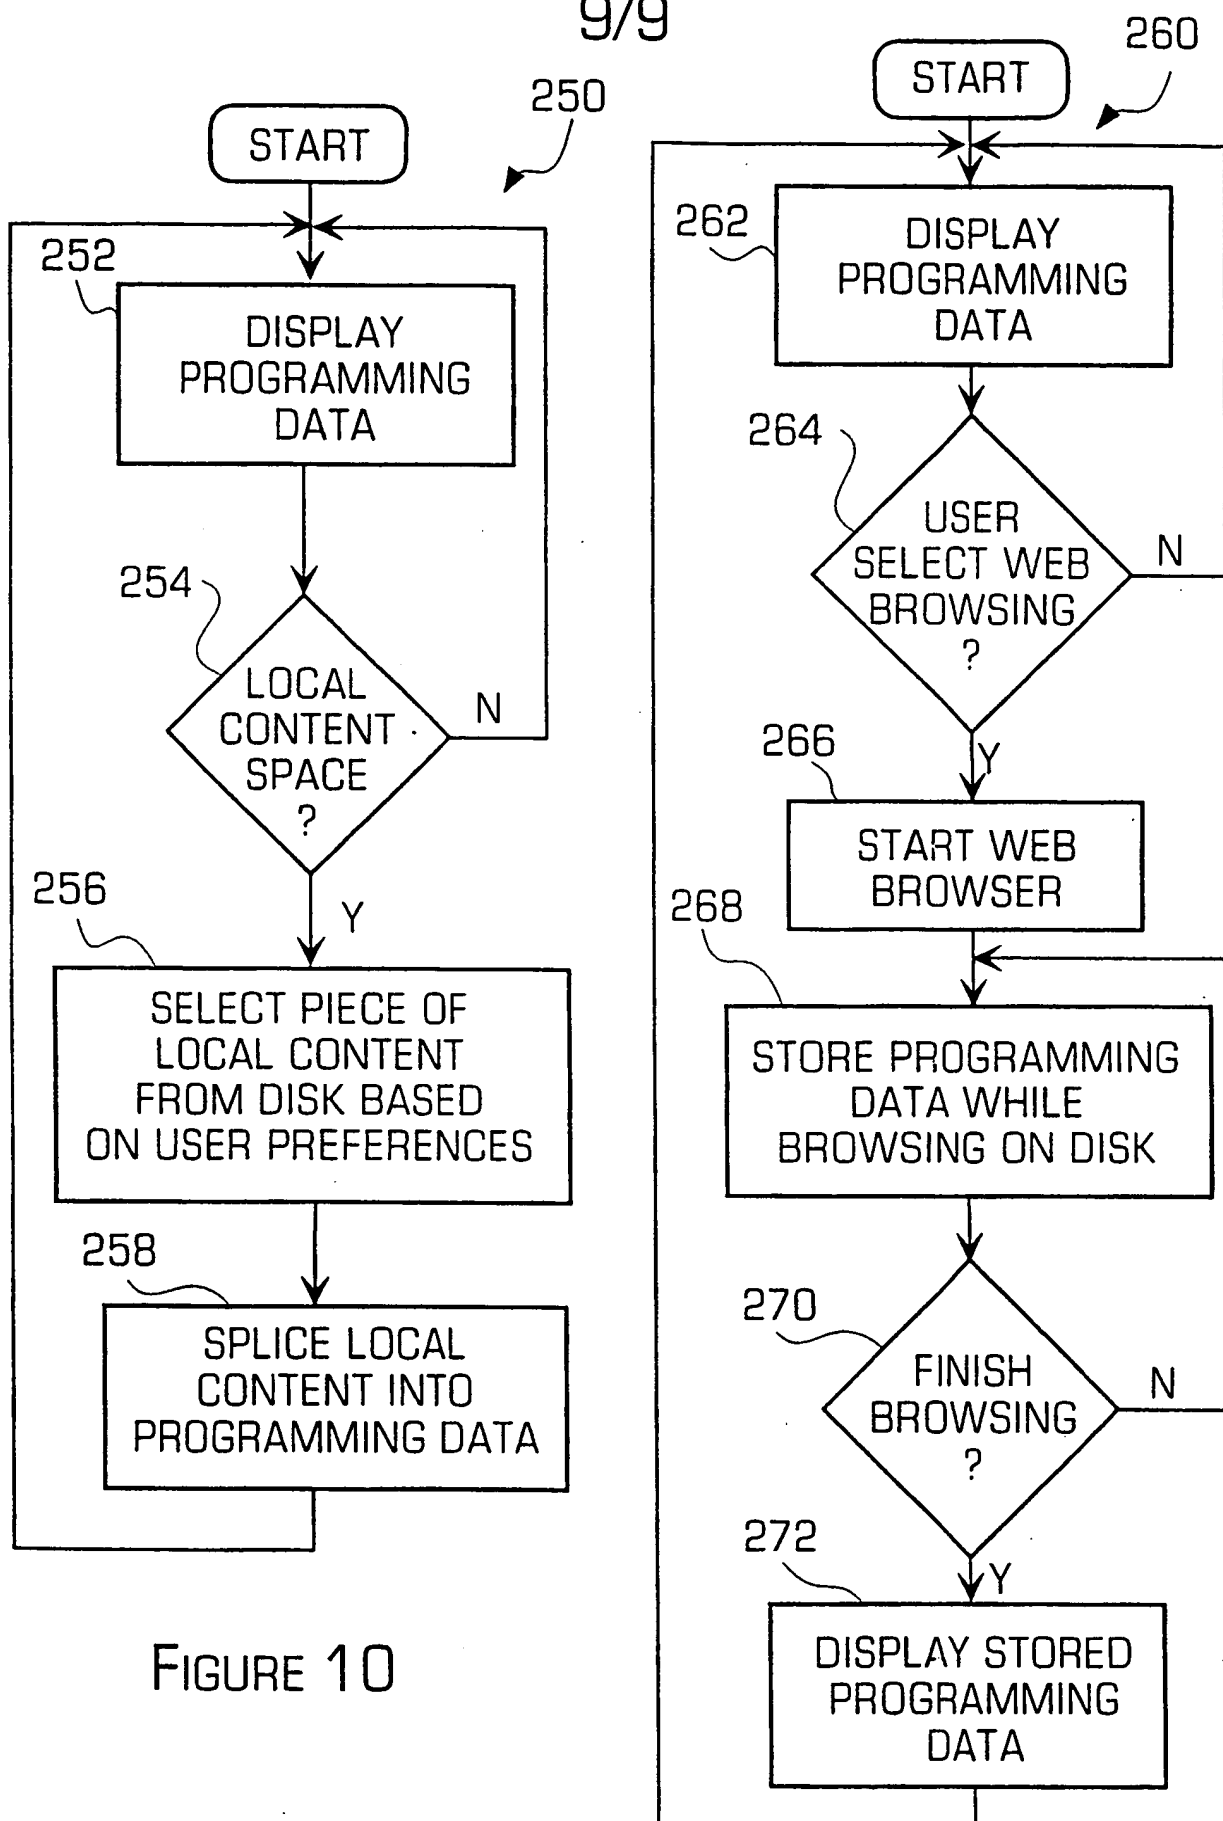 9/9
250
START
252
DISPLAY
PROGRAMMING
DATA
254
LOCAL
CONTENT
SPACE
?
N
Y
256
SELECT PIECE OF
LOCAL CONTENT
FROM DISK BASED
ON USER PREFERENCES
258
SPLICE LOCAL
CONTENT INTO
PROGRAMMING DATA
FIGURE 10
260
START
262
DISPLAY
PROGRAMMING
DATA
264
USER
SELECT WEB
BROWSING
?
N
Y
266
START WEB
BROWSER
268
STORE PROGRAMMING
DATA WHILE
BROWSING ON DISK
270
FINISH
BROWSING
?
N
Y
272
DISPLAY STORED
PROGRAMMING
DATA